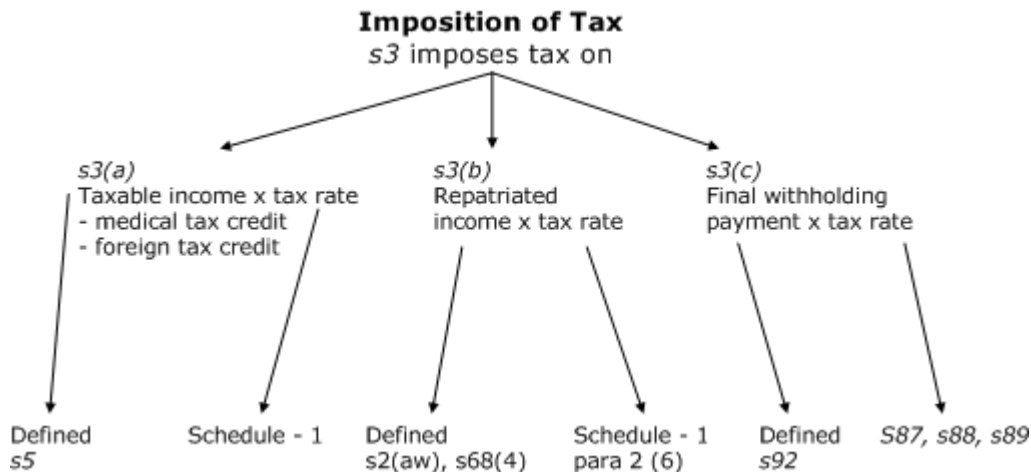 Imposition of Tax
s3 imposes tax on
s3(a)
Taxable income x tax rate
- medical tax credit
- foreign tax credit
s3(b)
Repatriated
income x tax rate
s3(c)
Final withholding
payment x tax rate
Defined
s5
Schedule - 1
Defined
s2(aw), s68(4)
Schedule - 1
para 2 (6)
Defined
s92
S87, s88, s89